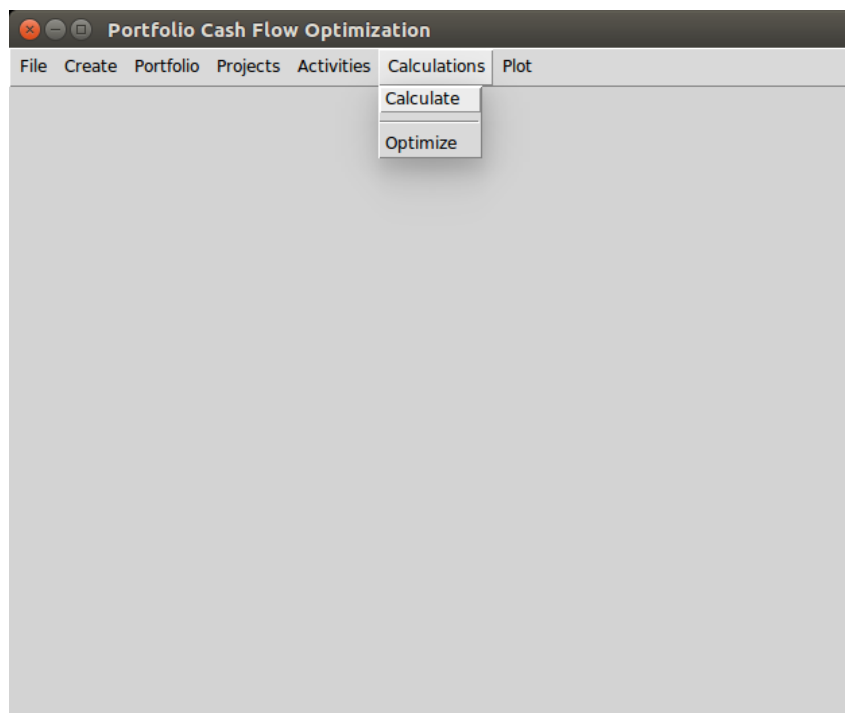 Portfolio Cash Flow Optimization
File Create Portfolio Projects Activities Calculations Plot
Calculate
Optimize